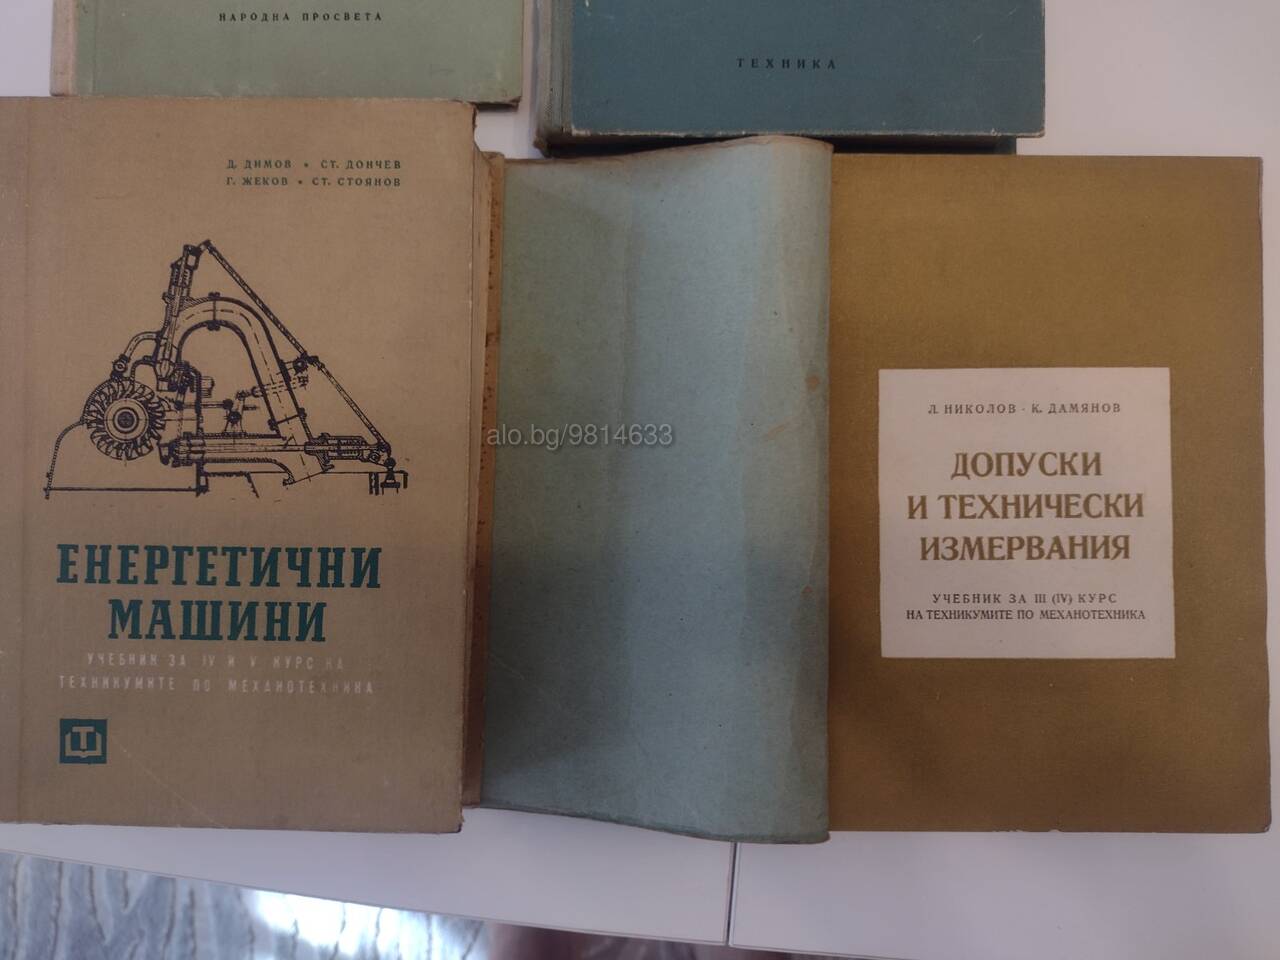 НАРОДНА ПРОСВЕТА
ТЕХНИКА
Д. ДИМОВ • СТ. ДОНЧЕВ
Г. ЖЕКОВ • СТ. СТОЯНОВ
ЕНЕРГЕТИЧНИ
МАШИНИ
УЧЕБНИК ЗА IV И V КУРС НА
ТЕХНИКУМИТЕ ПО МЕХАНОТЕХНИКА
Т
alo.bg/9814633
Л. НИКОЛОВ · К. ДАМЯНОВ
ДОПУСКИ
И ТЕХНИЧЕСКИ
ИЗМЕРВАНИЯ
УЧЕБНИК ЗА III (IV) КУРС
НА ТЕХНИКУМИТЕ ПО МЕХАНОТЕХНИКА